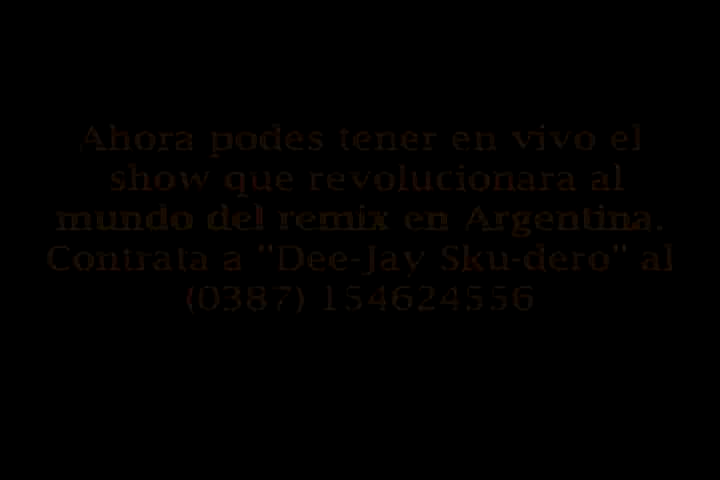 Ahora podes tener en vivo el
show que revolucionara al
mundo del remix en Argentina.
Contrata a "Dee-Jay Sku-dero" al
(0387) 154624556